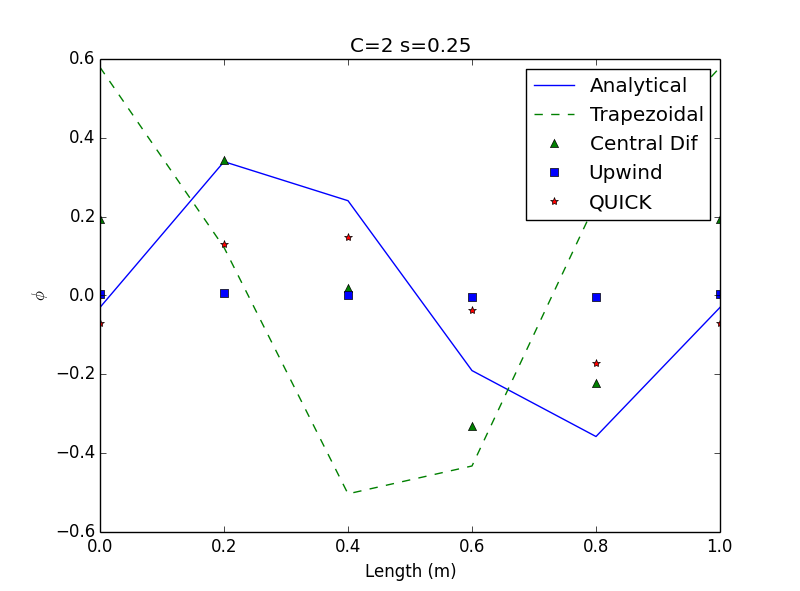 C=2 s=0.25
0.6
0.4
0.2
0.0
−0.2
−0.4
−0.6
ϕ
Analytical
Trapezoidal
Central Dif
Upwind
QUICK
0.0 0.2 0.4 0.6 0.8 1.0
Length (m)